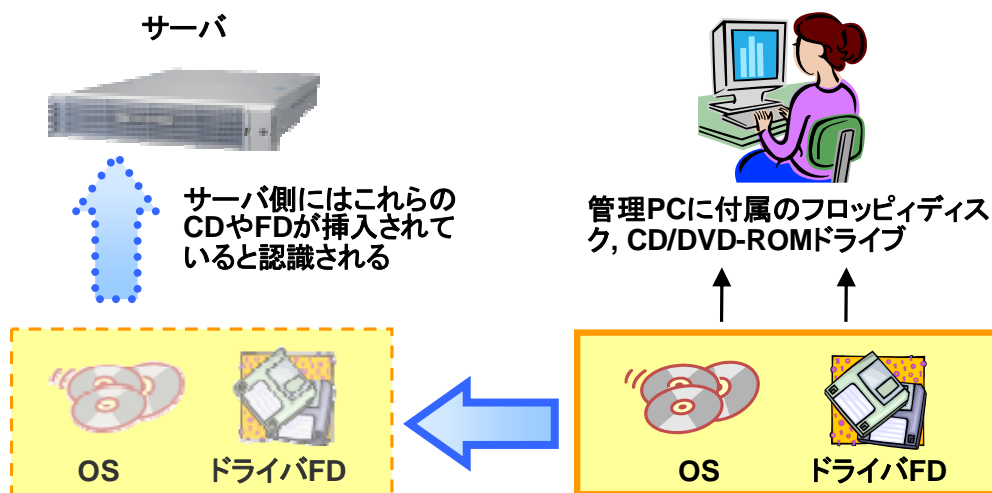 サーバ
サーバ側にはこれらの
CDやFDが挿入されて
いると認識される
管理PCに付属のフロッピィディス
ク, CD/DVD-ROMドライブ
OS
ドライバFD
OS
ドライバFD